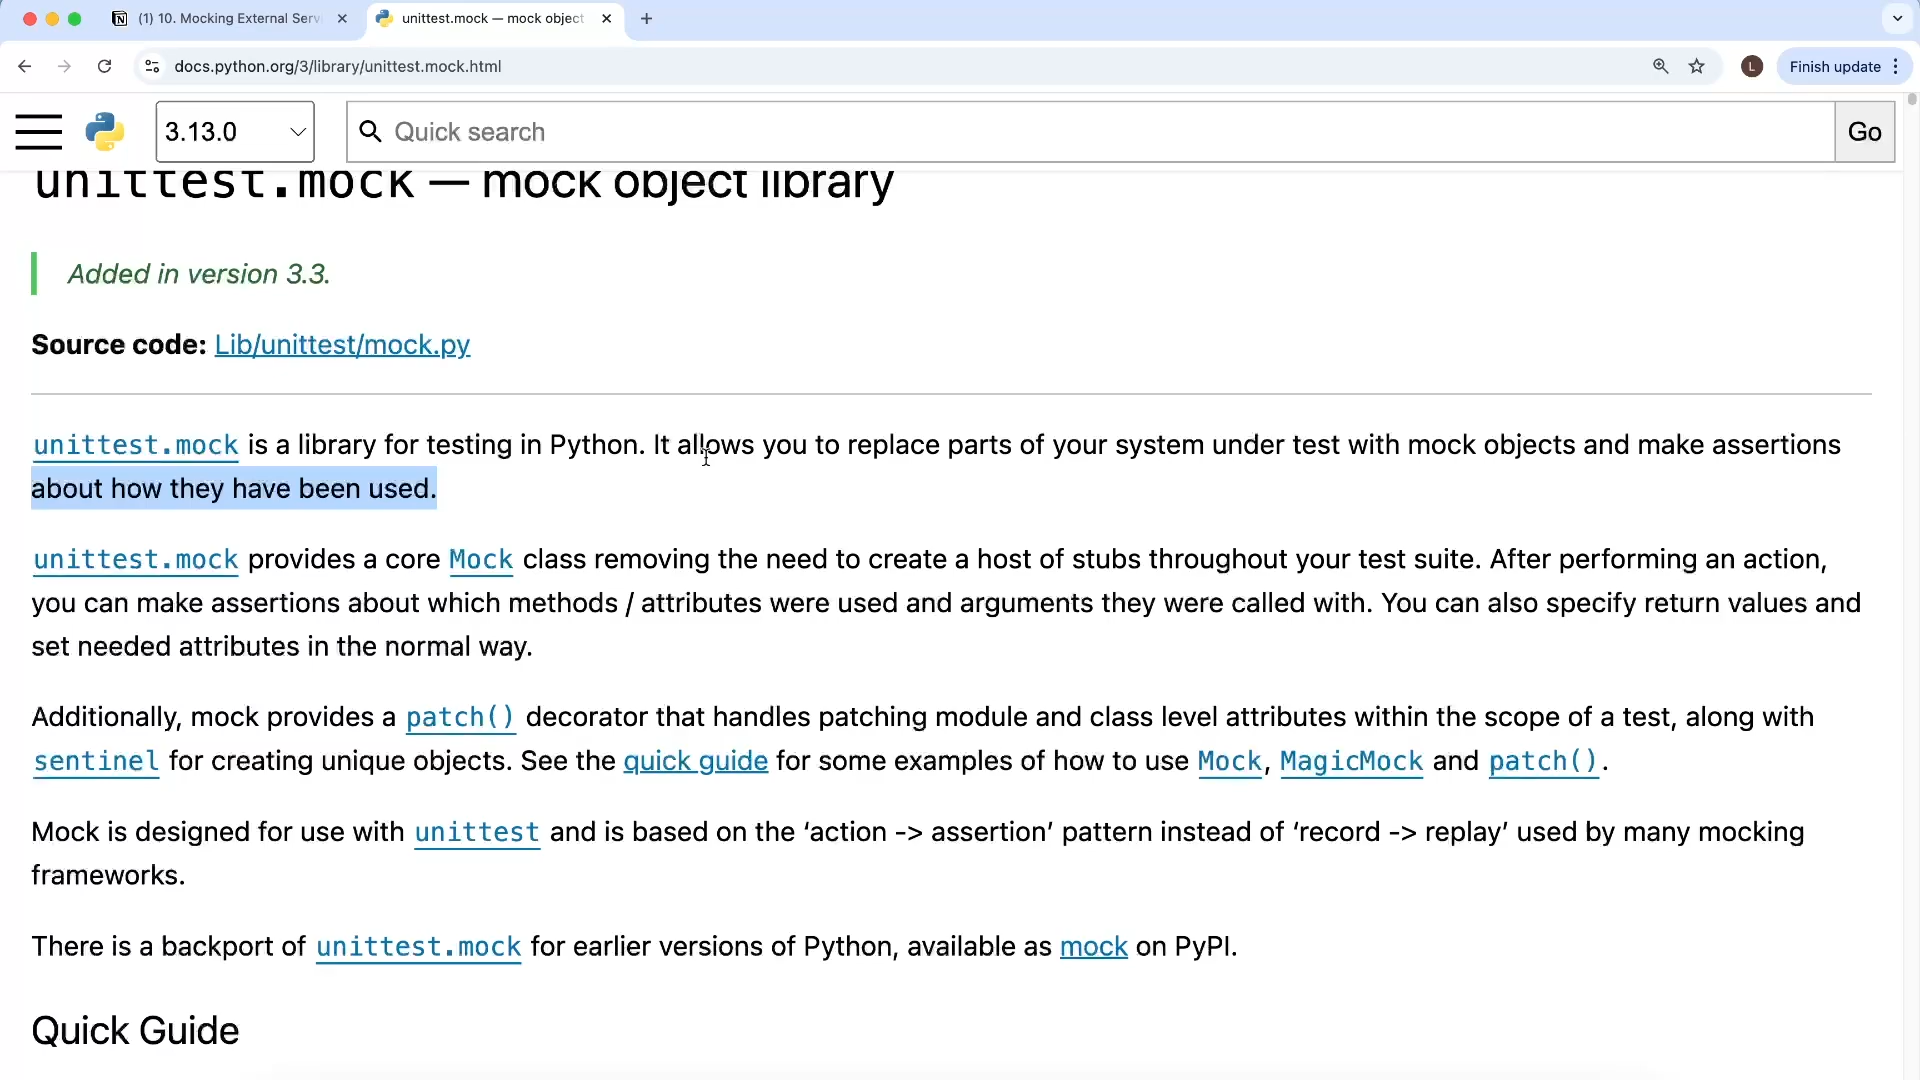 (1) 10. Mocking External Serv
unittest.mock — mock object
docs.python.org/3/library/unittest.mock.html
L
Finish update
3.13.0
Quick search
Go
unittest.mock — mock object library
Added in version 3.3.
Source code: Lib/unittest/mock.py
unittest.mock is a library for testing in Python. It allows you to replace parts of your system under test with mock objects and make assertions
about how they have been used.
unittest.mock provides a core Mock class removing the need to create a host of stubs throughout your test suite. After performing an action,
you can make assertions about which methods / attributes were used and arguments they were called with. You can also specify return values and
set needed attributes in the normal way.
Additionally, mock provides a patch() decorator that handles patching module and class level attributes within the scope of a test, along with
sentinel for creating unique objects. See the quick guide for some examples of how to use Mock, MagicMock and patch().
Mock is designed for use with unittest and is based on the ‘action -> assertion’ pattern instead of ‘record -> replay’ used by many mocking
frameworks.
There is a backport of unittest.mock for earlier versions of Python, available as mock on PyPI.
Quick Guide